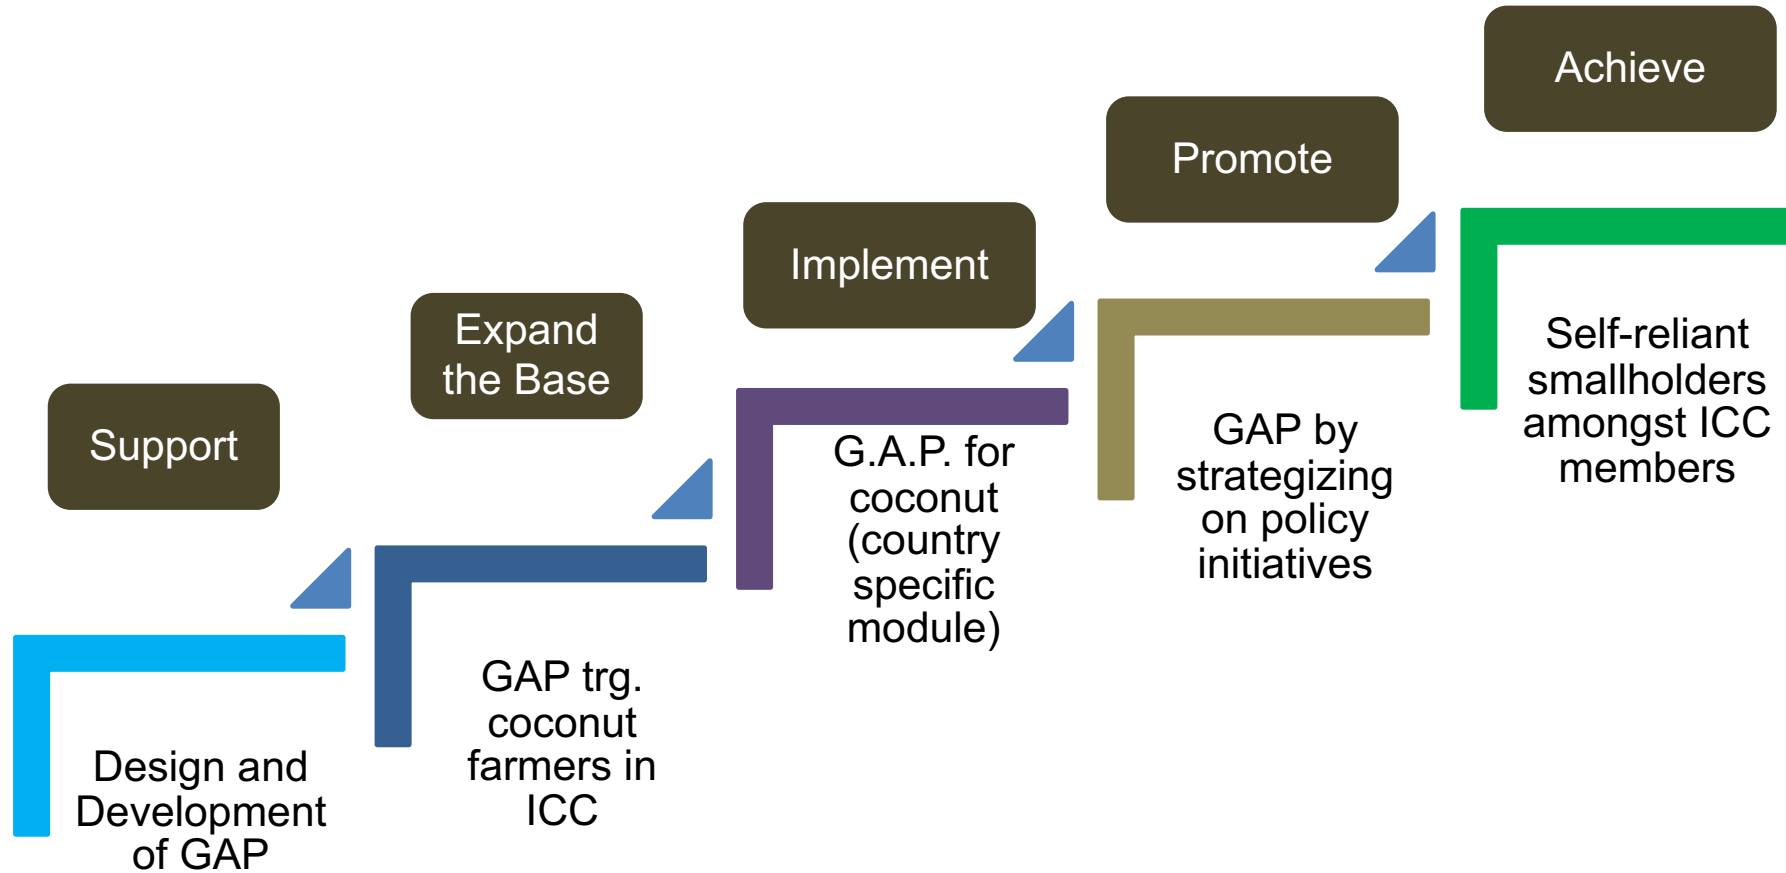 Support
Design and
Development
of GAP
Expand
the Base
GAP trg.
coconut
farmers in
ICC
Implement
G.A.P. for
coconut
(country
specific
module)
Promote
GAP by
strategizing
on policy
initiatives
Achieve
Self-reliant
smallholders
amongst ICC
members